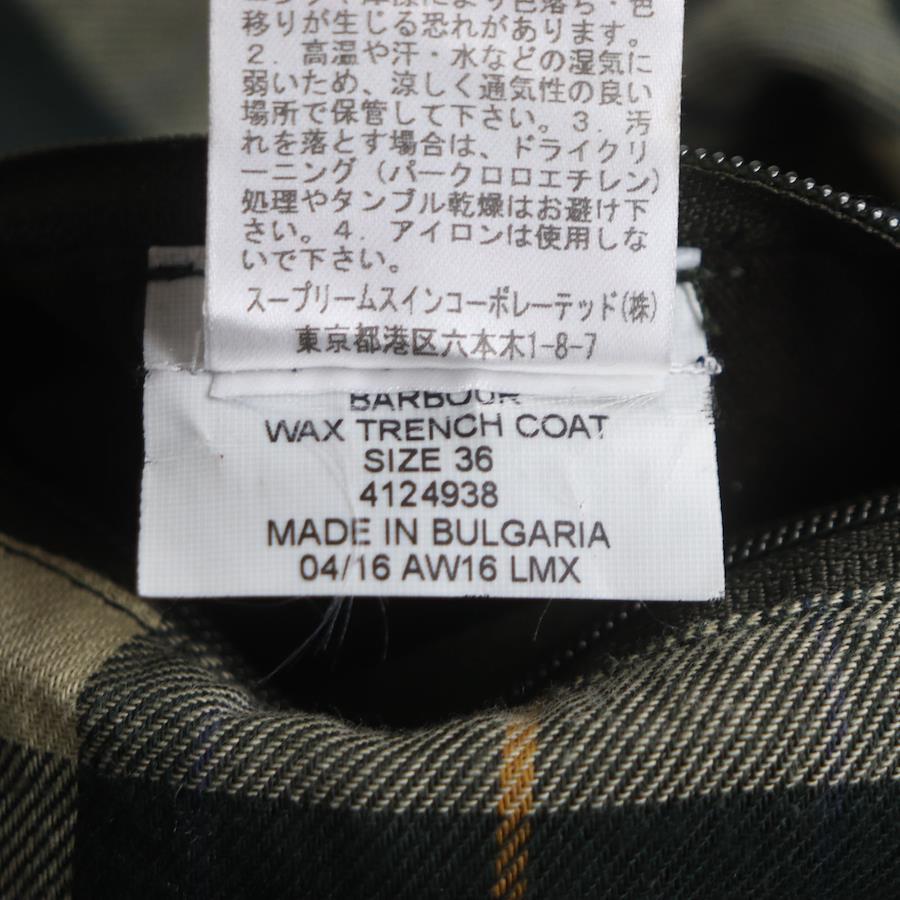 により色落ち・色
移りが生じる恐れがあります。
2. 高温や汗・水などの湿気に
弱いため、涼しく通気性の良い
場所で保管して下さい。3. 汚
れを落とす場合は、ドライクリ
ーニング（パークロロエチレン）
処理やタンブル乾燥はお避け下
さい。4. アイロンは使用しな
いで下さい。
スープリームスインコーポレーテッド(株)
東京都港区六本木1-8-7
BARBOUR
WAX TRENCH COAT
SIZE 36
4124938
MADE IN BULGARIA
04/16 AW16 LMX